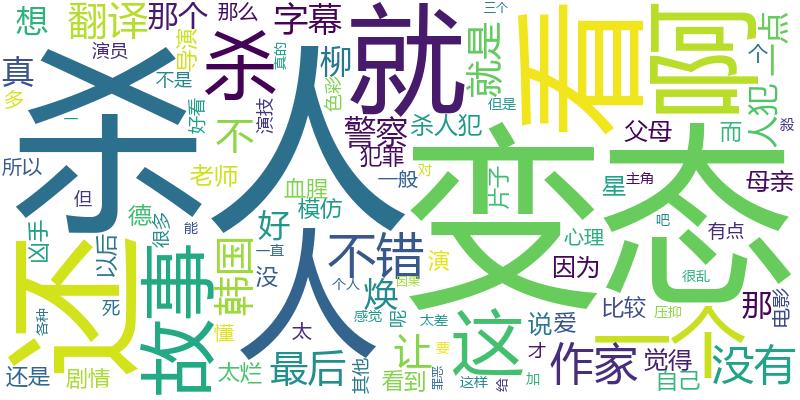 杀人
变态
就
看
啊
还
故事
这
一个
杀
不错
作家
没有
最后
让
韩国
翻译
字幕
那个
那么
想
演员
导演
真的
柳
就是
三个
个
一点
人犯
但是
杀人犯
警察
犯罪
色彩
演技
好看
不是
真
多
一
不
所以
老师
血腥
一般
对
片子
父母
而
殺
母亲
星
主角
吧
有点
心理
因为
很乱
但
德
很多
能
模仿
好
凶手
以后
没
一直
焕
演
个人
因果
感觉
呢
太差
要
说
爱
比较
压抑
那
电影
各种
死
懂
太
还是
剧情
太烂
其他
看到
罪恶
这样
才
给
加
觉得
自己